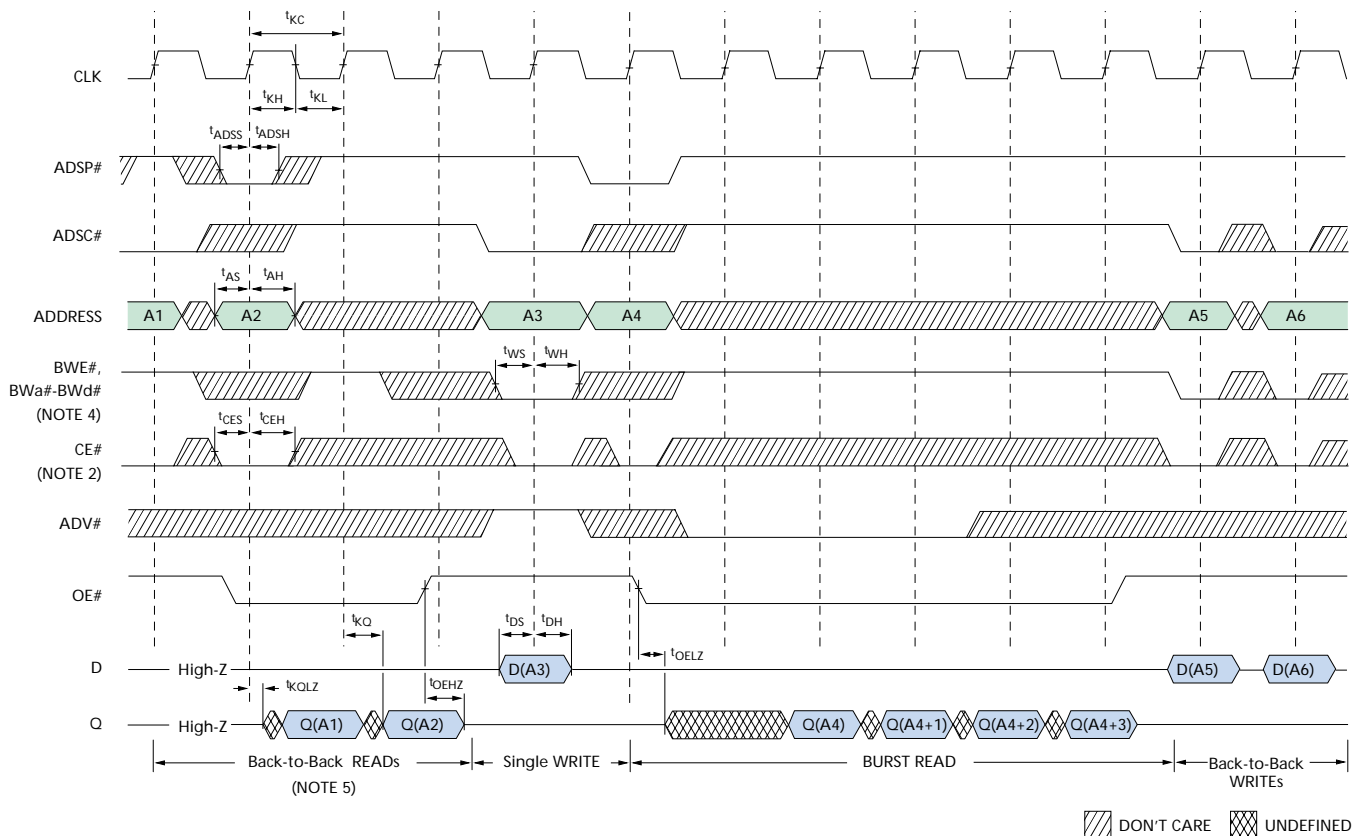 tKC
CLK
tKH
tKL
tADSS
tADSH
ADSP#
ADSC#
tAS
tAH
ADDRESS
A1
A2
A3
A4
A5
A6
BWE#,
BWa#-BWd#
(NOTE 4)
tWS
tWH
tCES
tCEH
CE#
(NOTE 2)
ADV#
OE#
tKQ
tDS
tDH
tOELZ
D
High-Z
D(A3)
D(A5)
D(A6)
tKQLZ
tOEHZ
Q
High-Z
Q(A1)
Q(A2)
Q(A4)
Q(A4+1)
Q(A4+2)
Q(A4+3)
Back-to-Back READs
(NOTE 5)
Single WRITE
BURST READ
Back-to-Back
WRITEs
DON'T CARE
UNDEFINED